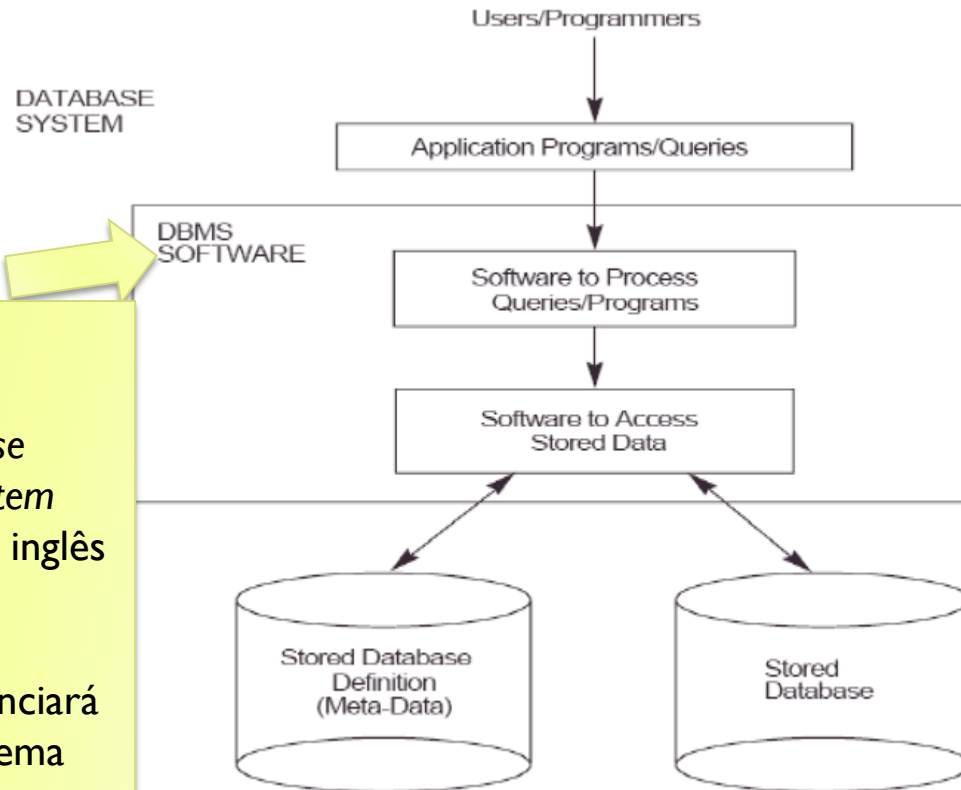 Users/Programmers
DATABASE
SYSTEM
Application Programs/Queries
DBMS
SOFTWARE
Software to Process
Queries/Programs
Software to Access
Stored Data
se
tem
inglês
nciará
ema
Stored Database
Definition
(Meta-Data)
Stored
Database